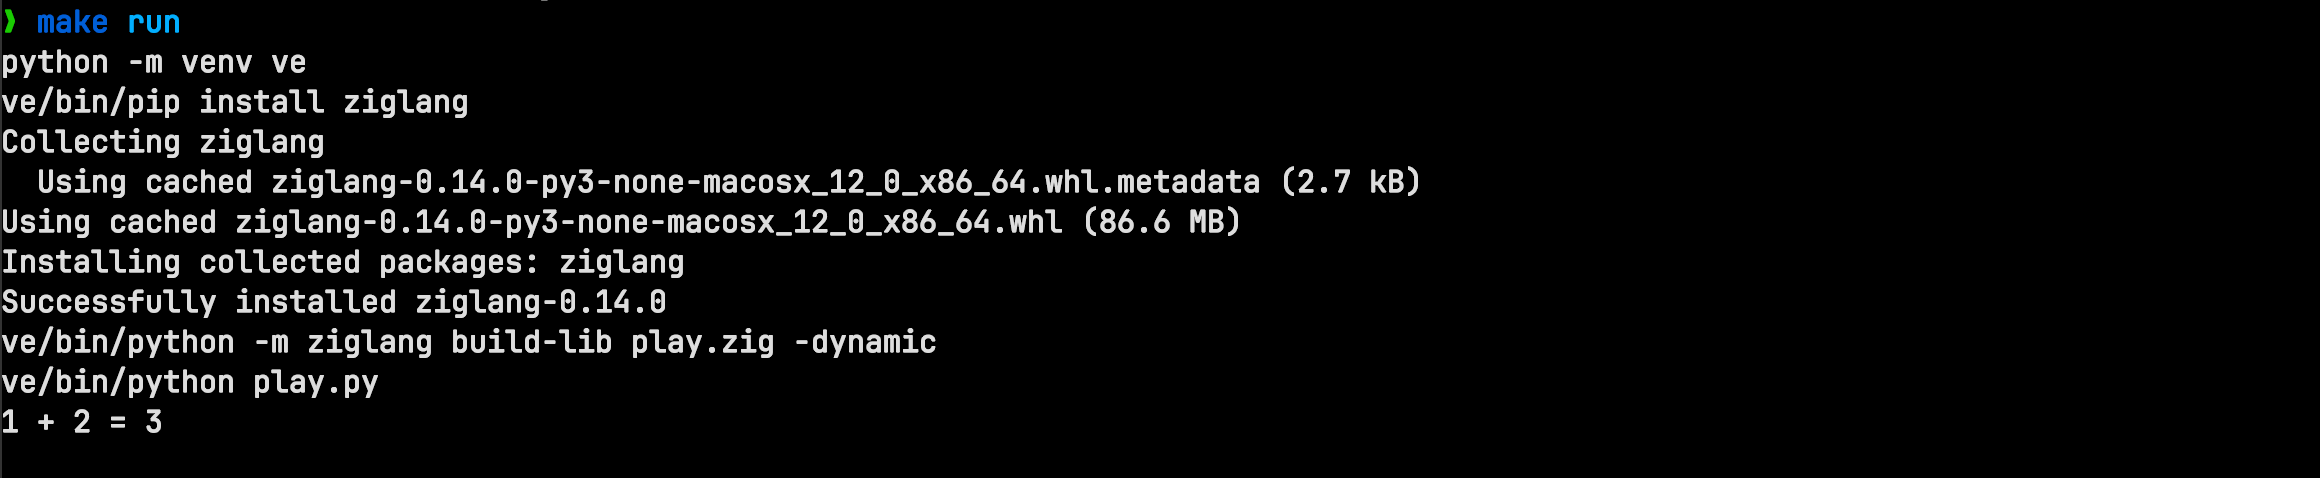 ❯ make run
python -m venv ve
ve/bin/pip install ziglang
Collecting ziglang
  Using cached ziglang-0.14.0-py3-none-macosx_12_0_x86_64.whl.metadata (2.7 kB)
Using cached ziglang-0.14.0-py3-none-macosx_12_0_x86_64.whl (86.6 MB)
Installing collected packages: ziglang
Successfully installed ziglang-0.14.0
ve/bin/python -m ziglang build-lib play.zig -dynamic
ve/bin/python play.py
1 + 2 = 3